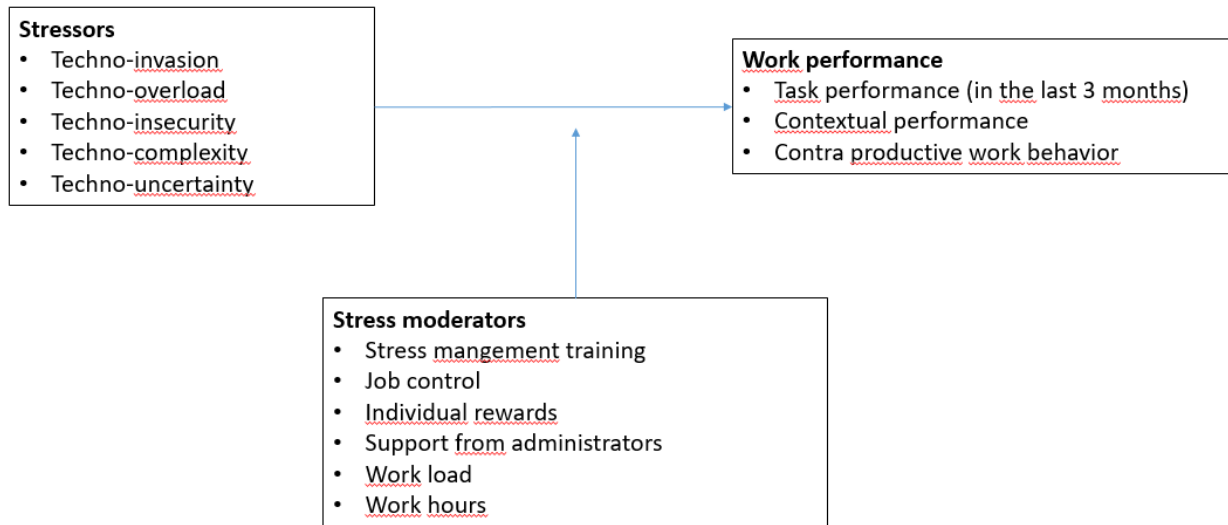 Stressors
• Techno-invasion
• Techno-overload
• Techno-insecurity
• Techno-complexity
• Techno-uncertainty
Work performance
• Task performance (in the last 3 months)
• Contextual performance
• Contra productive work behavior
Stress moderators
• Stress mangement training
• Job control
• Individual rewards
• Support from administrators
• Work load
• Work hours